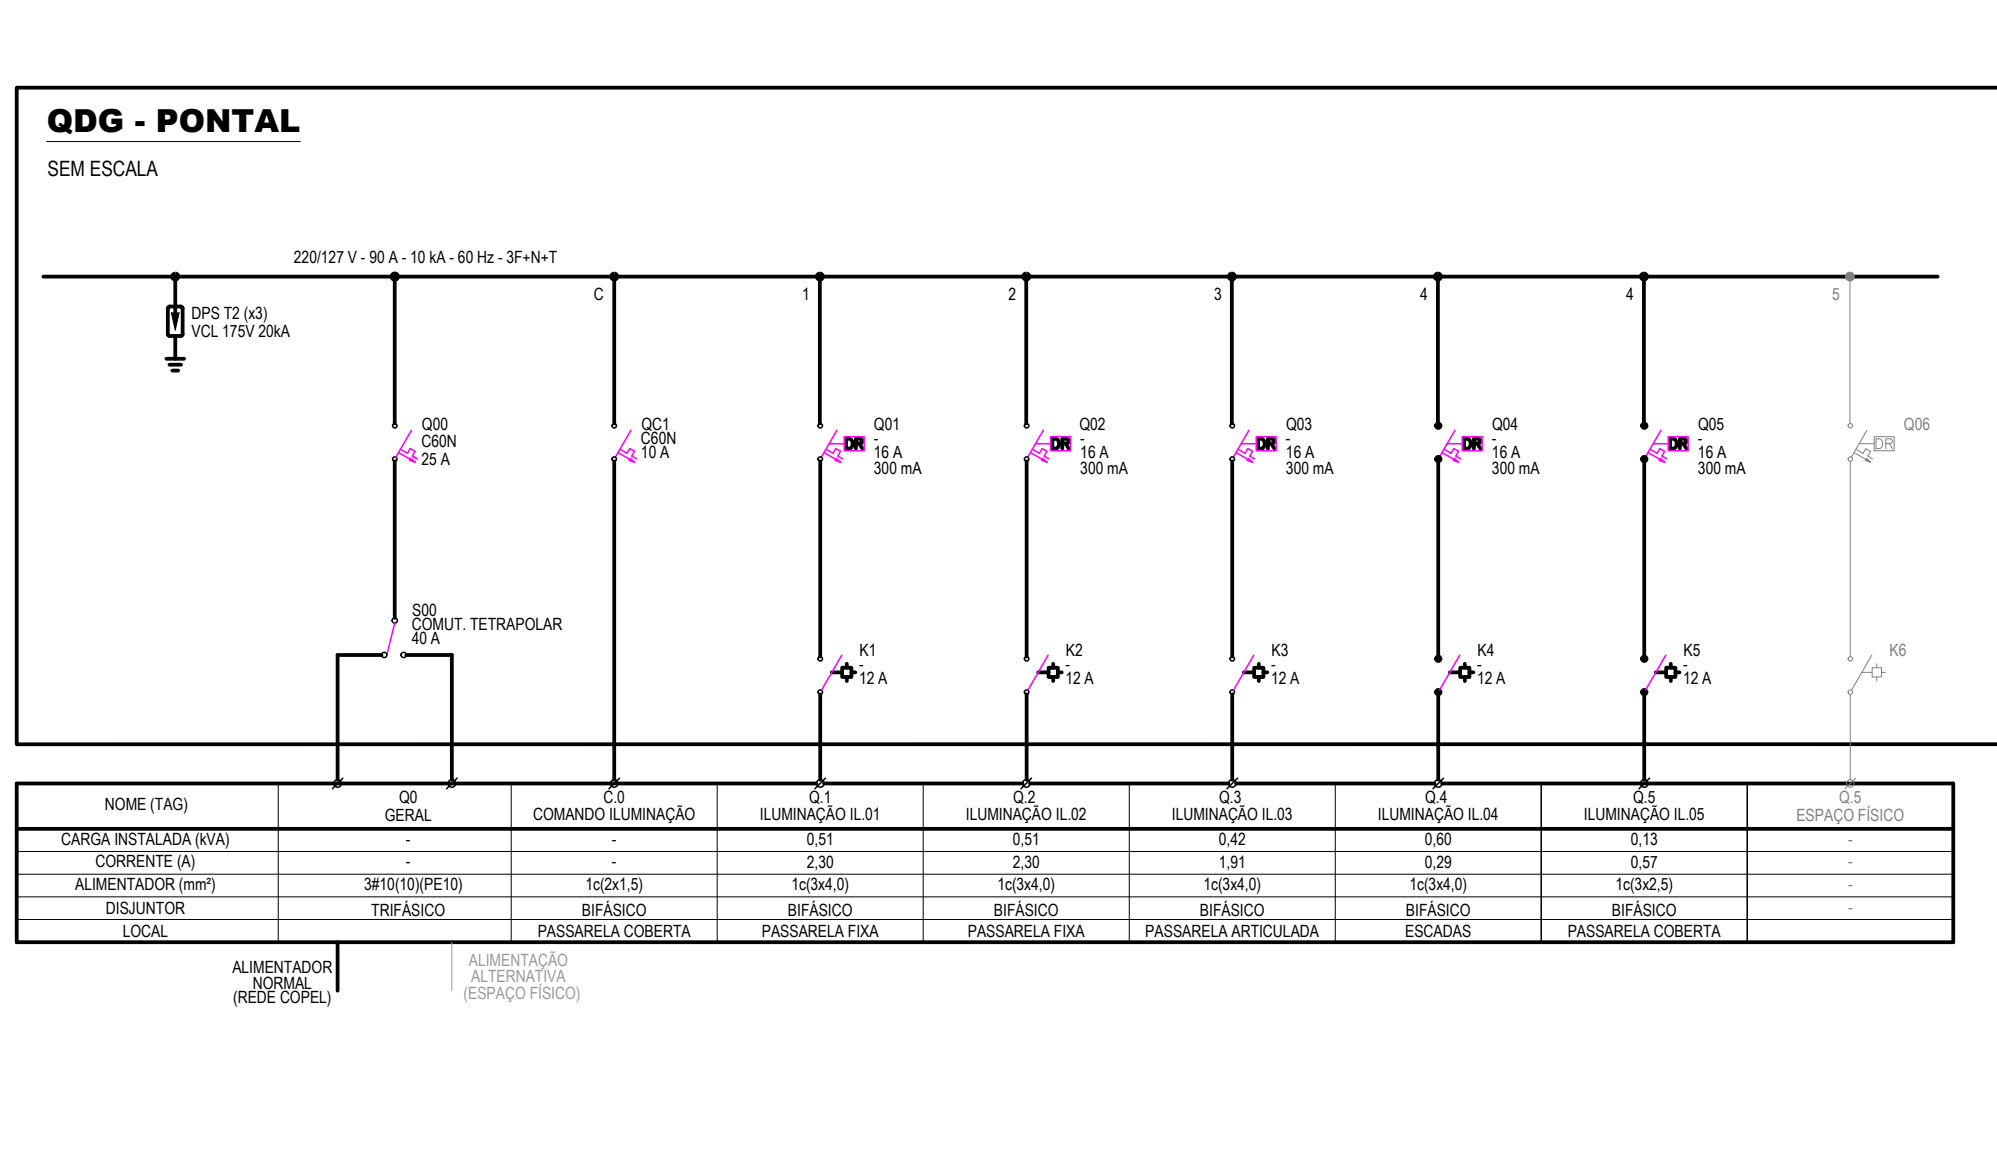 QDG - PONTAL
SEM ESCALA
220/127 V - 90 A - 10 kA - 60 Hz - 3F+N+T
C
1
2
3
4
4
5
DPS T2 (x3)
VCL 175V 20kA
Q00
C60N
25 A
QC1
C60N
10 A
Q01
-
16 A
300 mA
DR
Q02
-
16 A
300 mA
DR
Q03
-
16 A
300 mA
DR
Q04
-
16 A
300 mA
DR
Q05
-
16 A
300 mA
DR
Q06
DR
S00
COMUT. TETRAPOLAR
40 A
K1
-
12 A
K2
-
12 A
K3
-
12 A
K4
-
12 A
K5
-
12 A
K6
NOME (TAG)
Q0
GERAL
C.0
COMANDO ILUMINAÇÃO
Q.1
ILUMINAÇÃO IL.01
Q.2
ILUMINAÇÃO IL.02
Q.3
ILUMINAÇÃO IL.03
Q.4
ILUMINAÇÃO IL.04
Q.5
ILUMINAÇÃO IL.05
Q.5
ESPAÇO FÍSICO
CARGA INSTALADA (kVA) - - 0,51 0,51 0,42 0,60 0,13 -
CORRENTE (A) - - 2,30 2,30 1,91 0,29 0,57 -
ALIMENTADOR (mm²) 3#10(10)(PE10) 1c(2x1,5) 1c(3x4,0) 1c(3x4,0) 1c(3x4,0) 1c(3x4,0) 1c(3x2,5) -
DISJUNTOR TRIFÁSICO BIFÁSICO BIFÁSICO BIFÁSICO BIFÁSICO BIFÁSICO BIFÁSICO -
LOCAL PASSARELA COBERTA PASSARELA FIXA PASSARELA FIXA PASSARELA ARTICULADA ESCADAS PASSARELA COBERTA
ALIMENTADOR
NORMAL
(REDE COPEL)
ALIMENTAÇÃO
ALTERNATIVA
(ESPAÇO FÍSICO)